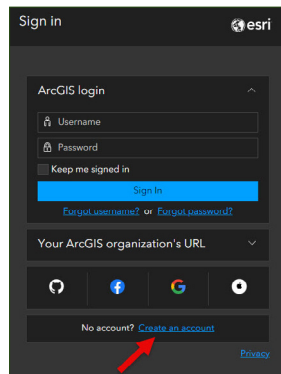 Sign in
esri
ArcGIS login
Username
Password
Keep me signed in
Sign In
Forgot username? or Forgot password?
Your ArcGIS organization's URL
No account? Create an account
Privacy